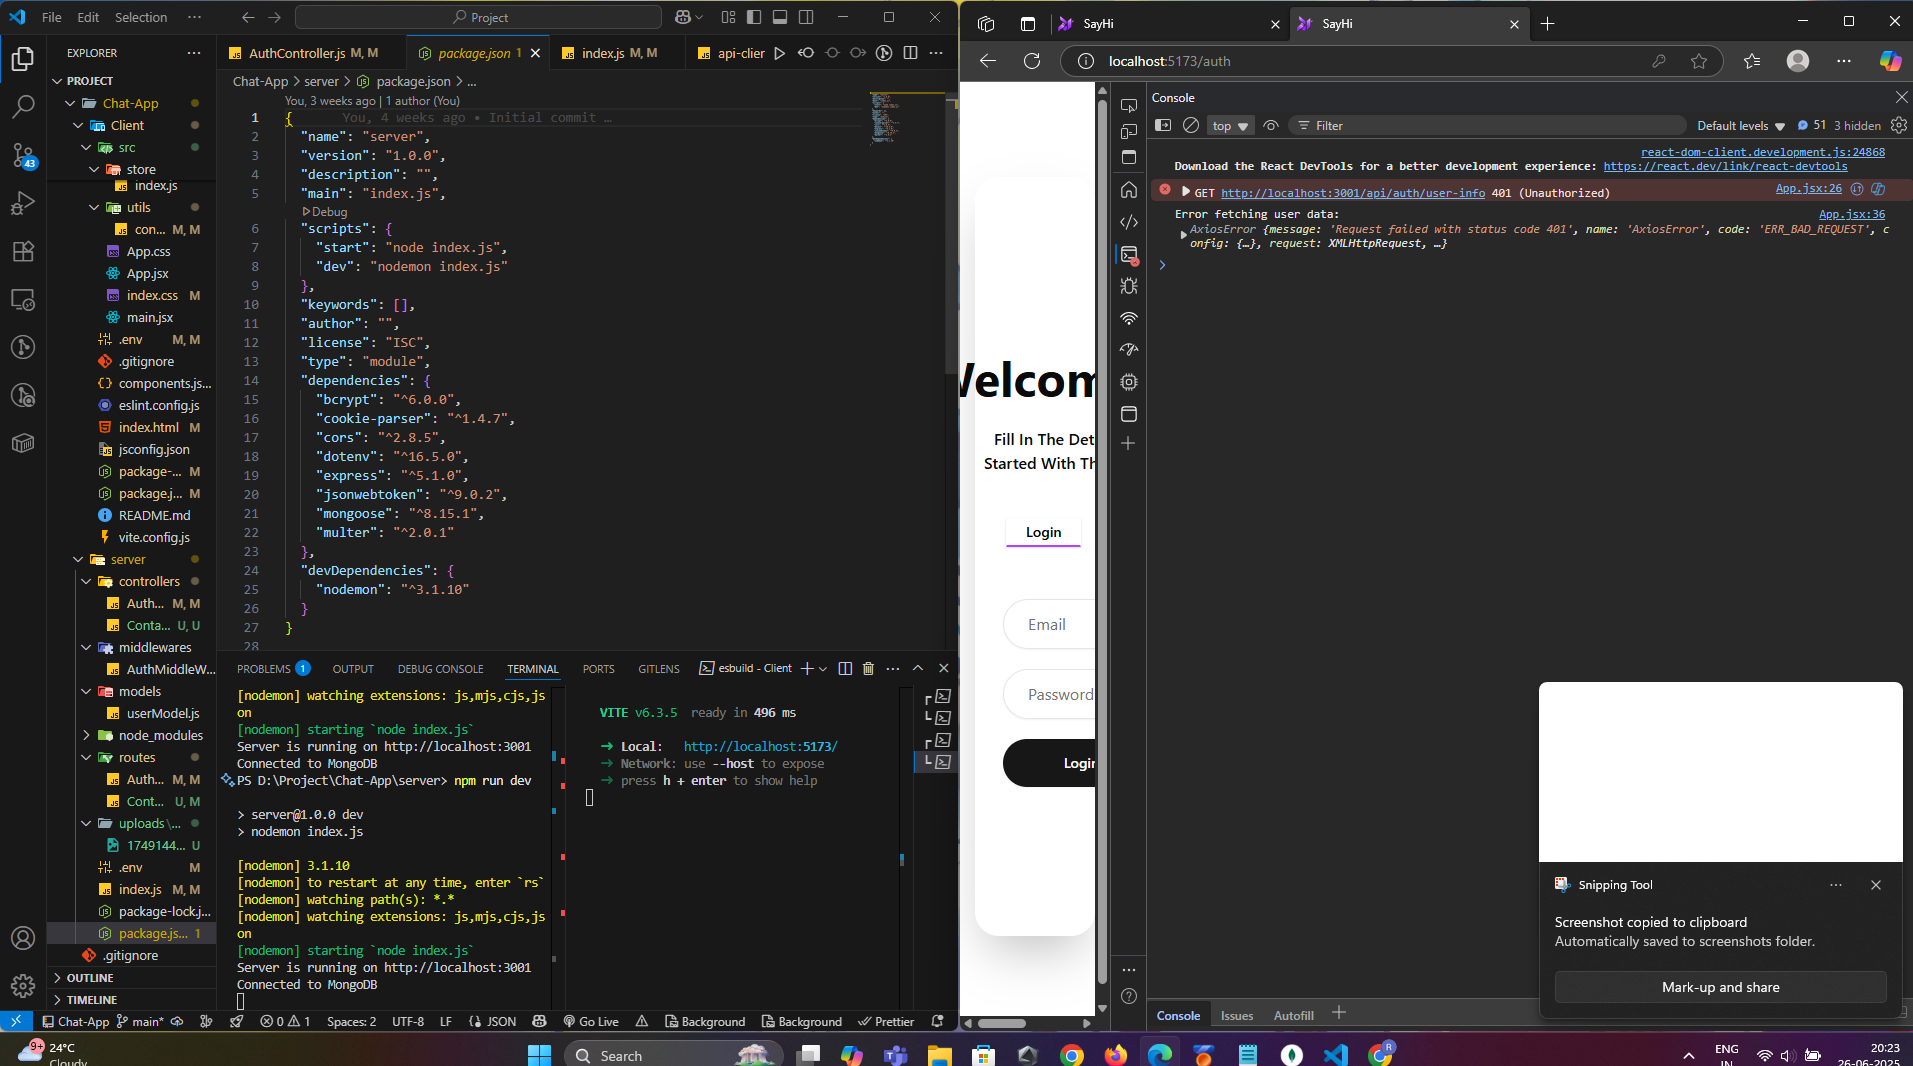 File Edit Selection ... Project
EXPLORER ...
PROJECT
Chat-App
Client
src
store
index.js
utils
con... M, M
App.css
App.jsx
index.css M
main.jsx
.env M, M
.gitignore
components.js...
eslint.config.js
index.html M
jsconfig.json
package-... M
package.j... M
README.md
vite.config.js
server
controllers
Auth... M, M
Conta... U, U
middlewares
AuthMiddleW...
models
userModel.js
node_modules
routes
Auth... M, M
Cont... U, M
uploads\...
1749144... U
.env M
index.js M, M
package-lock.j...
package.js... 1
.gitignore
OUTLINE
TIMELINE
43
AuthController.js M, M package.json 1 index.js M, M api-clier
Chat-App > server > package.json > ...
You, 3 weeks ago | 1 author (You)
1 { You, 4 weeks ago • Initial commit …
2 "name": "server",
3 "version": "1.0.0",
4 "description": "",
5 "main": "index.js",
Debug
6 "scripts": {
7 "start": "node index.js",
8 "dev": "nodemon index.js"
9 },
10 "keywords": [],
11 "author": "",
12 "license": "ISC",
13 "type": "module",
14 "dependencies": {
15 "bcrypt": "^6.0.0",
16 "cookie-parser": "^1.4.7",
17 "cors": "^2.8.5",
18 "dotenv": "^16.5.0",
19 "express": "^5.1.0",
20 "jsonwebtoken": "^9.0.2",
21 "mongoose": "^8.15.1",
22 "multer": "^2.0.1"
23 },
24 "devDependencies": {
25 "nodemon": "^3.1.10"
26 }
27 }
28
PROBLEMS 1 OUTPUT DEBUG CONSOLE TERMINAL PORTS GITLENS esbuild - Client
[nodemon] watching extensions: js,mjs,cjs,js
on
[nodemon] starting `node index.js`
Server is running on http://localhost:3001
Connected to MongoDB
PS D:\Project\Chat-App\server> npm run dev
> server@1.0.0 dev
> nodemon index.js
[nodemon] 3.1.10
[nodemon] to restart at any time, enter `rs`
[nodemon] watching path(s): *.*
[nodemon] watching extensions: js,mjs,cjs,js
on
[nodemon] starting `node index.js`
Server is running on http://localhost:3001
Connected to MongoDB
VITE v6.3.5 ready in 496 ms
➜ Local: http://localhost:5173/
➜ Network: use --host to expose
➜ press h + enter to show help
Chat-App main* 0 1 Spaces: 2 UTF-8 LF JSON Go Live Background Background Prettier
SayHi SayHi
localhost:5173/auth
Welcom
Fill In The Det
Started With Th
Login
Email
Password
Login
Console
top Filter Default levels 51 3 hidden
react-dom-client.development.js:24868
Download the React DevTools for a better development experience: https://react.dev/link/react-devtools
GET http://localhost:3001/api/auth/user-info 401 (Unauthorized) App.jsx:26
Error fetching user data: App.jsx:36
AxiosError {message: 'Request failed with status code 401', name: 'AxiosError', code: 'ERR_BAD_REQUEST', c
onfig: {…}, request: XMLHttpRequest, …}
Snipping Tool
Screenshot copied to clipboard
Automatically saved to screenshots folder.
Mark-up and share
Console Issues Autofill
9+ 24°C
Cloudy
Search
R
ENG
IN
20:23
26-06-2025